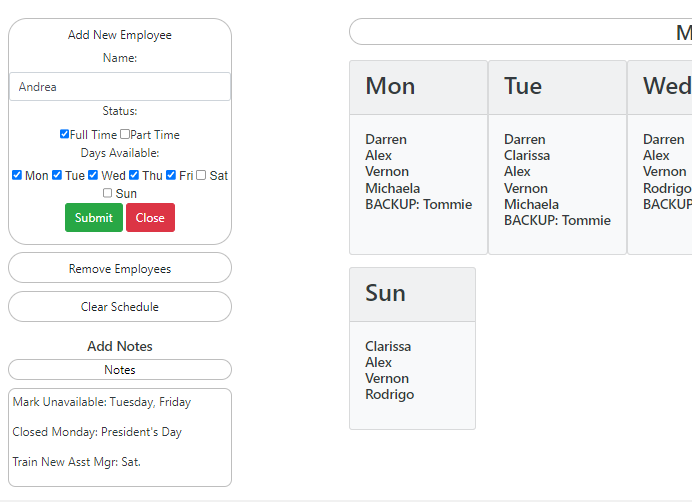 Add New Employee
Name:
Andrea
Status:
Full Time Part Time
Days Available:
Mon Tue Wed Thu Fri Sat
Sun
Submit Close
Remove Employees
Clear Schedule
Add Notes
Notes
Mark Unavailable: Tuesday, Friday
Closed Monday: President's Day
Train New Asst Mgr: Sat.
M
Mon
Darren
Alex
Vernon
Michaela
BACKUP: Tommie
Tue
Darren
Clarissa
Alex
Vernon
Michaela
BACKUP: Tommie
Wed
Darren
Alex
Vernon
Rodrigo
BACKUP
Sun
Clarissa
Alex
Vernon
Rodrigo